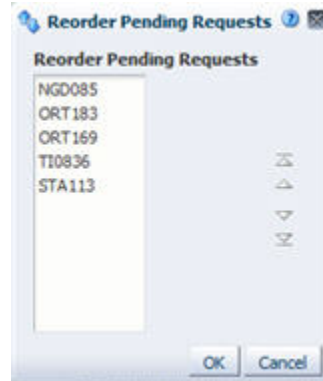 Reorder Pending Requests
Reorder Pending Requests
NGD085
ORT183
ORT169
TI0836
STA113
OK Cancel